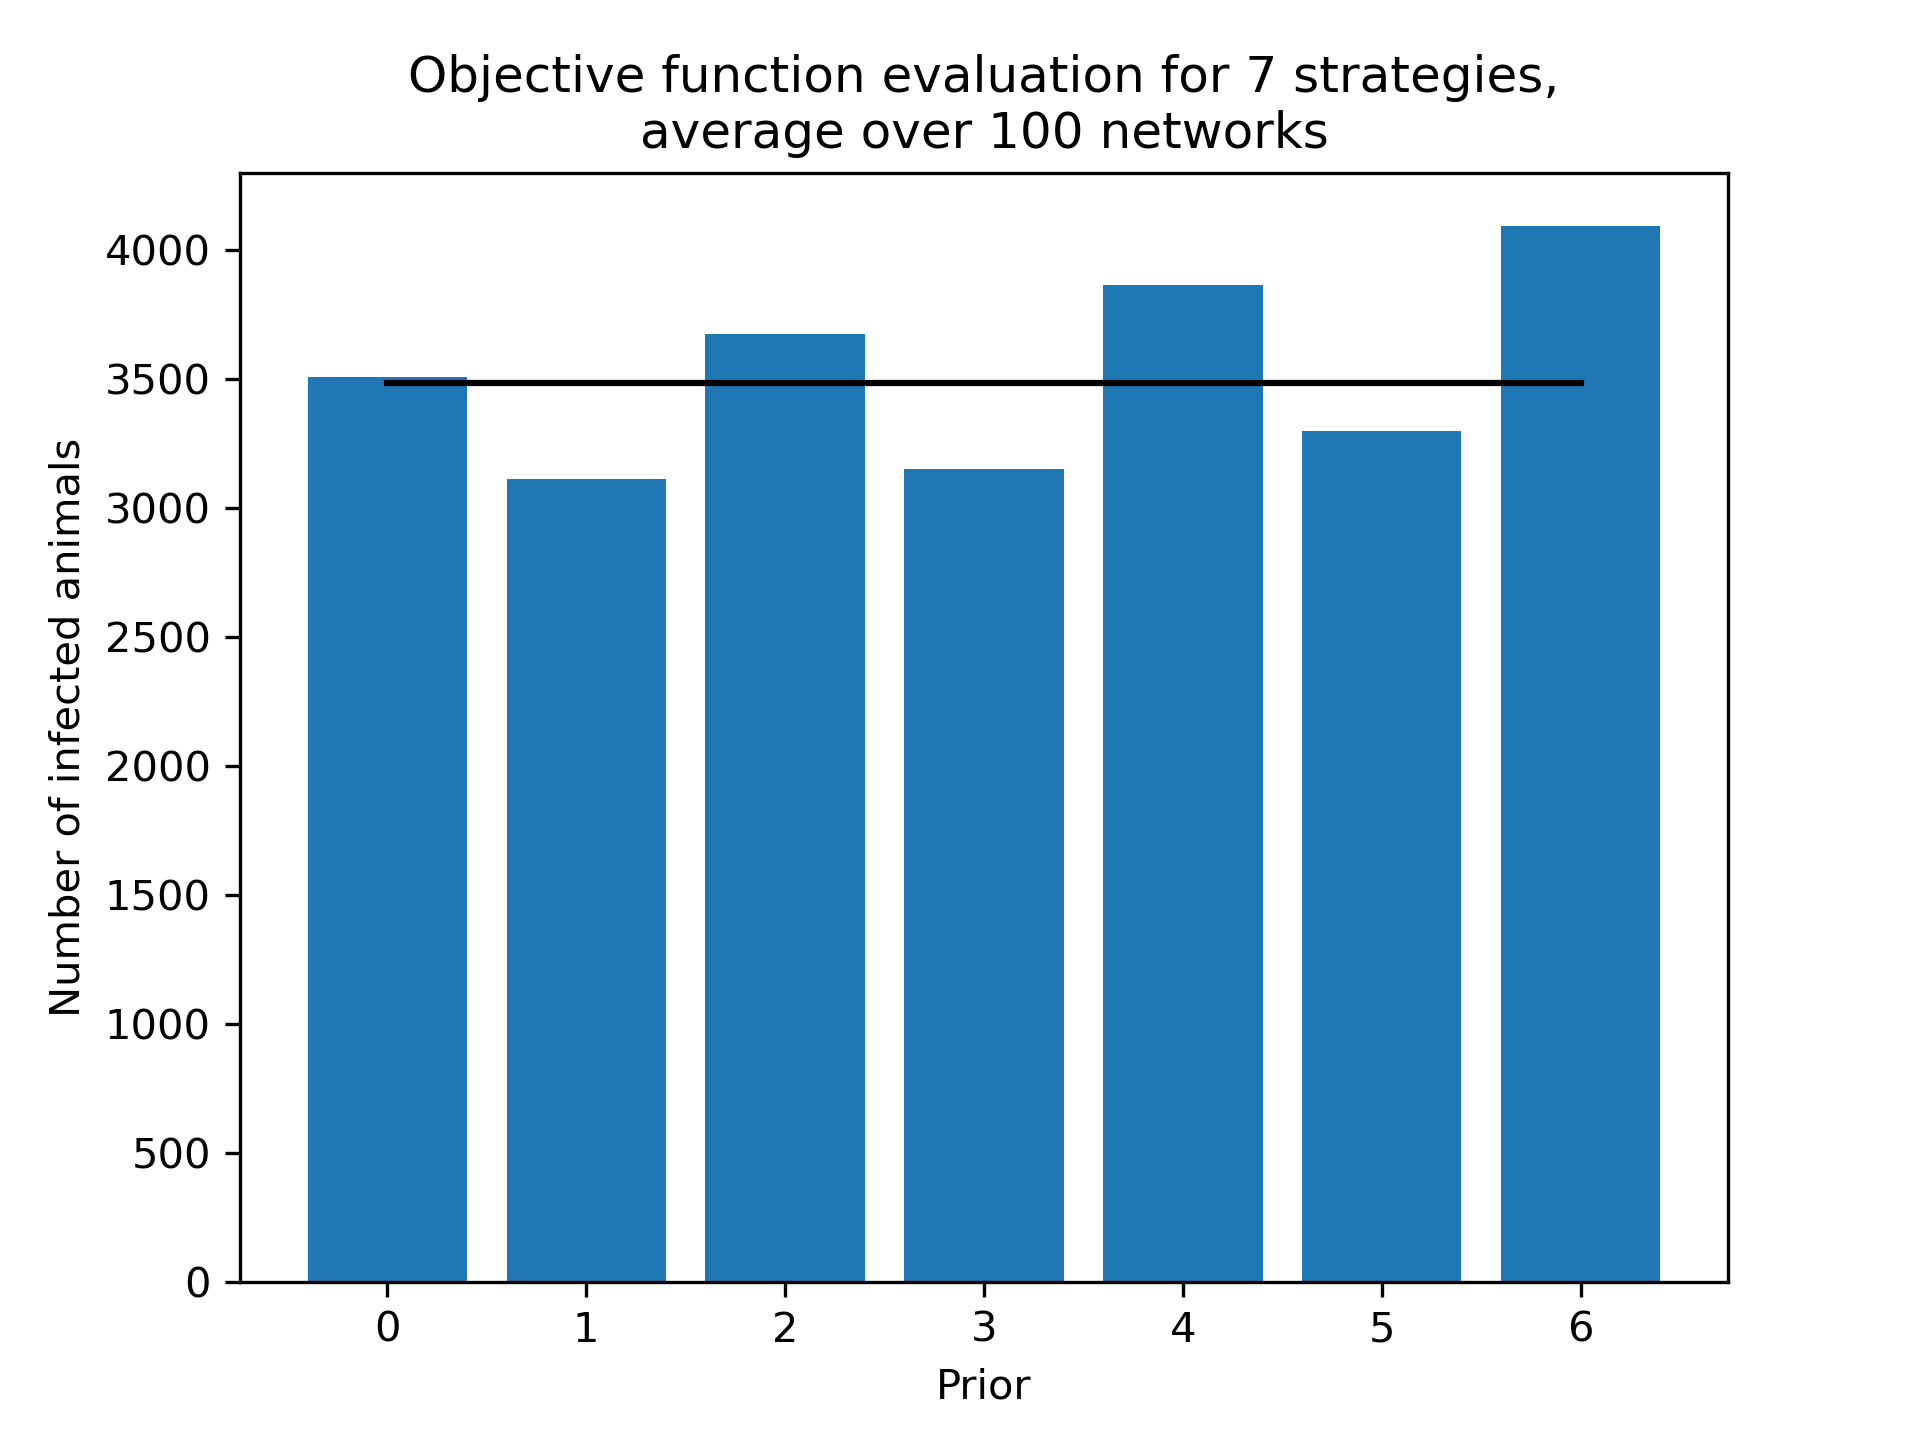 Objective function evaluation for 7 strategies,
average over 100 networks
4000
3500
3000
2500
2000
1500
1000
500
0
Number of infected animals
0 1 2 3 4 5 6
Prior